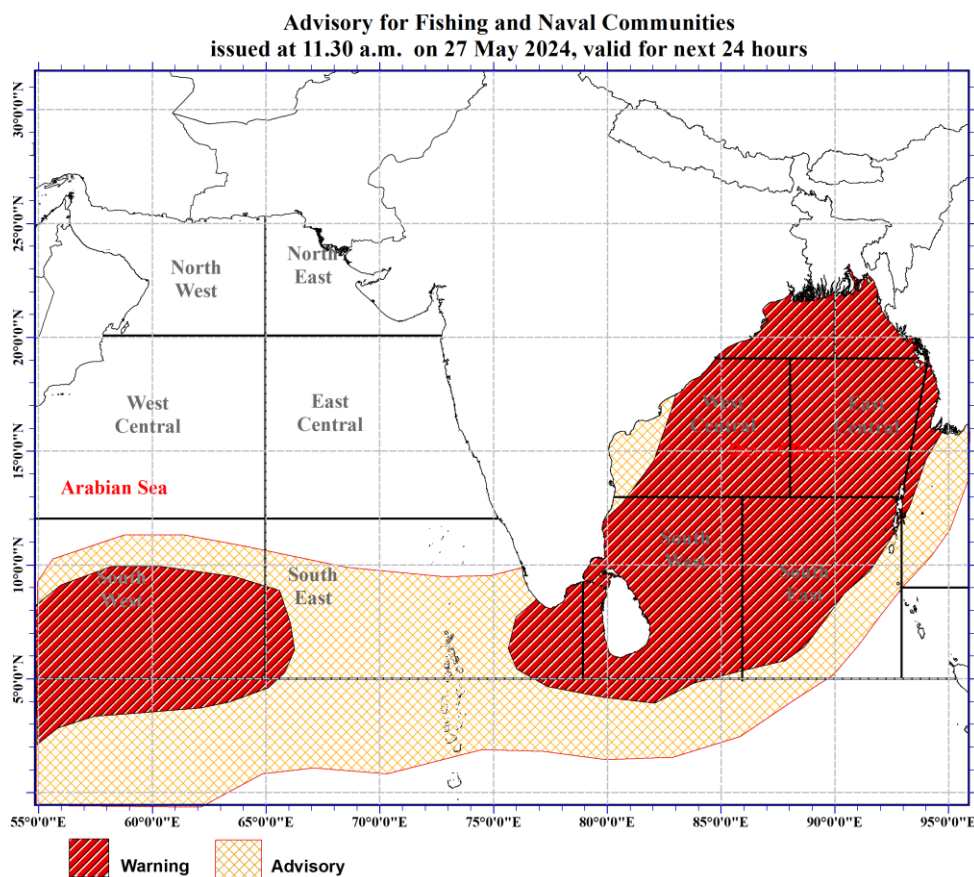 Advisory for Fishing and Naval Communities
issued at 11.30 a.m. on 27 May 2024, valid for next 24 hours
30°0'0"N
25°0'0"N
20°0'0"N
15°0'0"N
10°0'0"N
5°0'0"N
North
West
North
East
West
Central
East
Central
Arabian Sea
South
West
South
East
West
Central
East
Central
South
West
South
East
55°0'0"E
60°0'0"E
65°0'0"E
70°0'0"E
75°0'0"E
80°0'0"E
85°0'0"E
90°0'0"E
95°0'0"E
Warning
Advisory